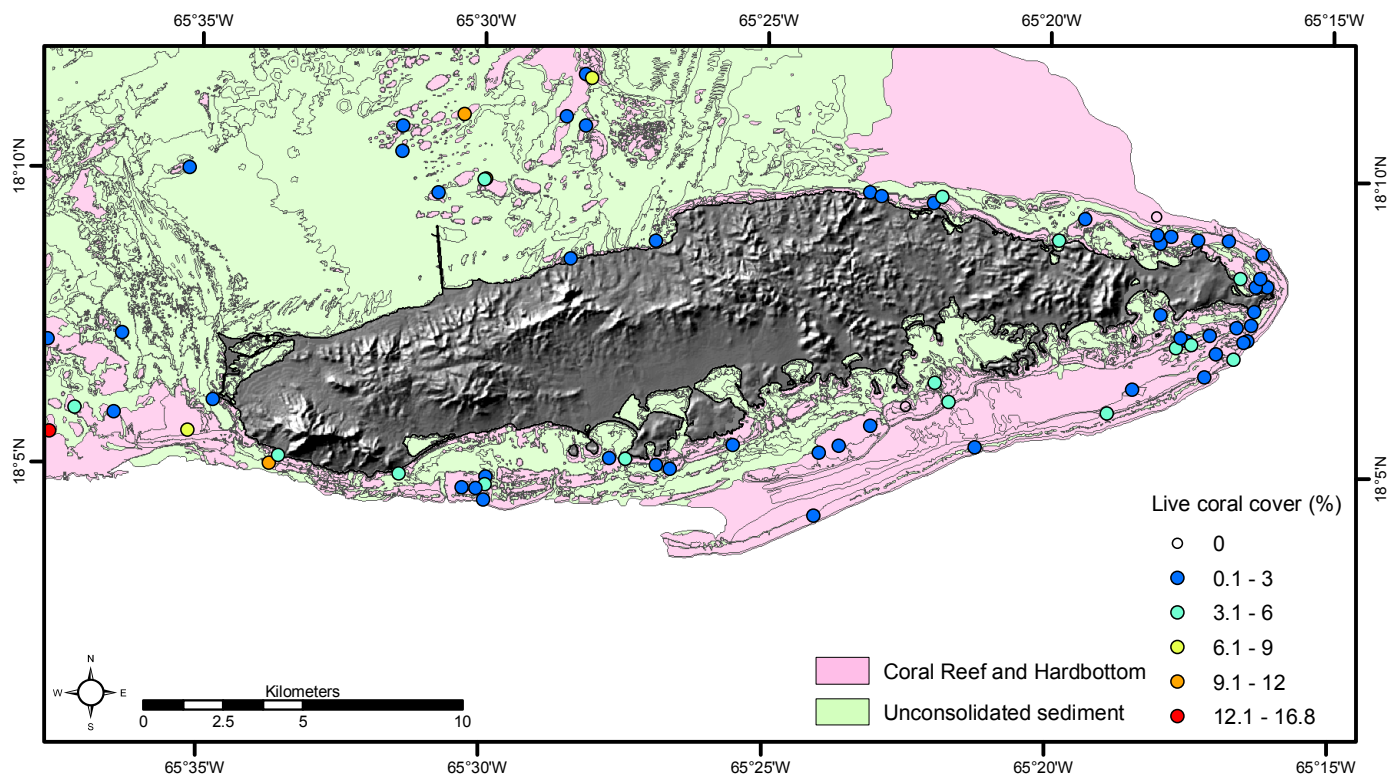 65°35'W 65°30'W 65°25'W 65°20'W 65°15'W
18°10'N
18°10'N
18°5'N
18°5'N
Live coral cover (%)
0
0.1 - 3
3.1 - 6
6.1 - 9
9.1 - 12
12.1 - 16.8
Coral Reef and Hardbottom
Unconsolidated sediment
N
W E
S
Kilometers
0 2.5 5 10
65°35'W 65°30'W 65°25'W 65°20'W 65°15'W